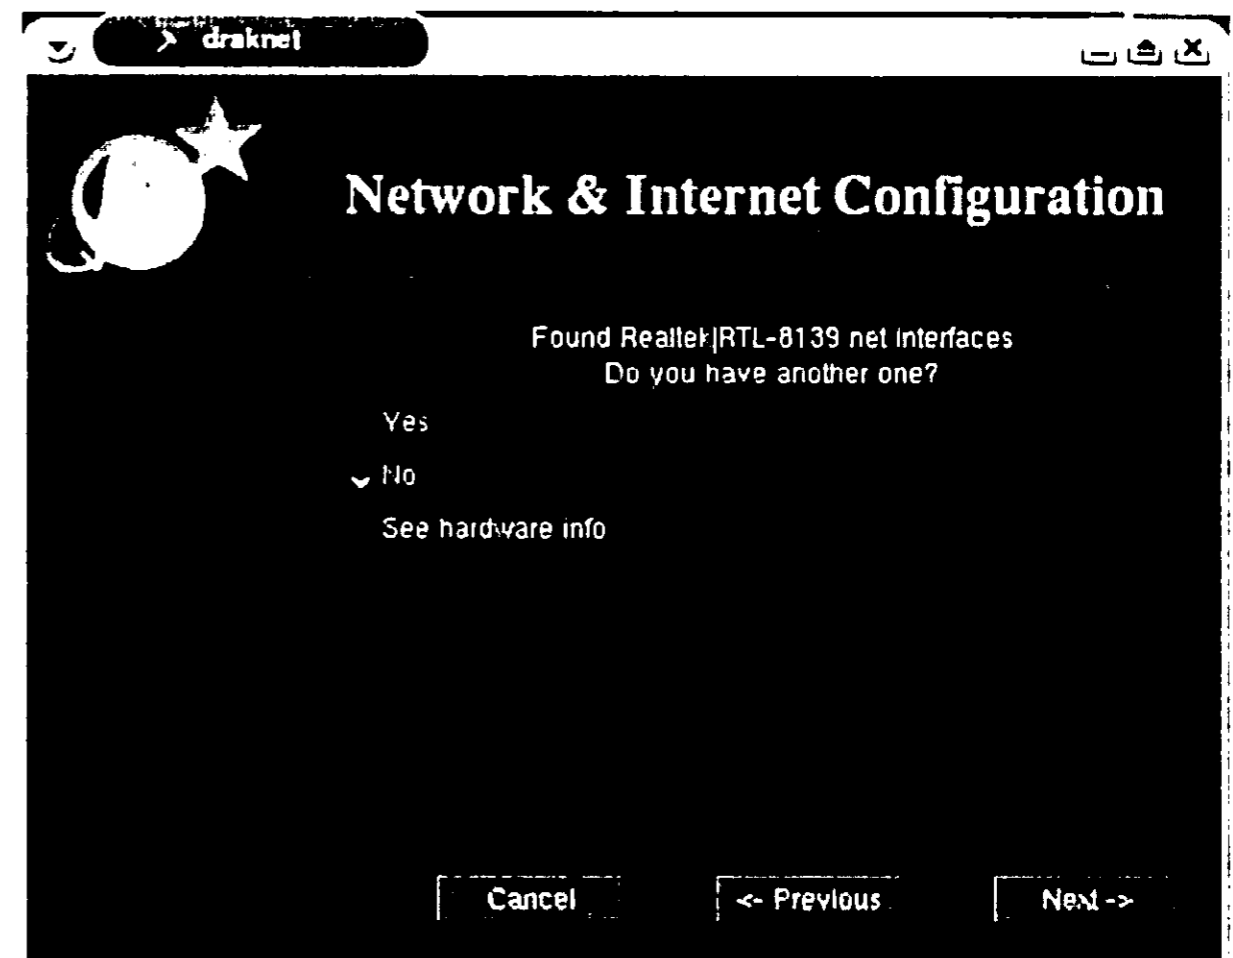 draknet
Network & Internet Configuration
Found Realtek|RTL-8139 net interfaces
Do you have another one?
Yes
No
See hardware info
Cancel
<- Previous
Next ->